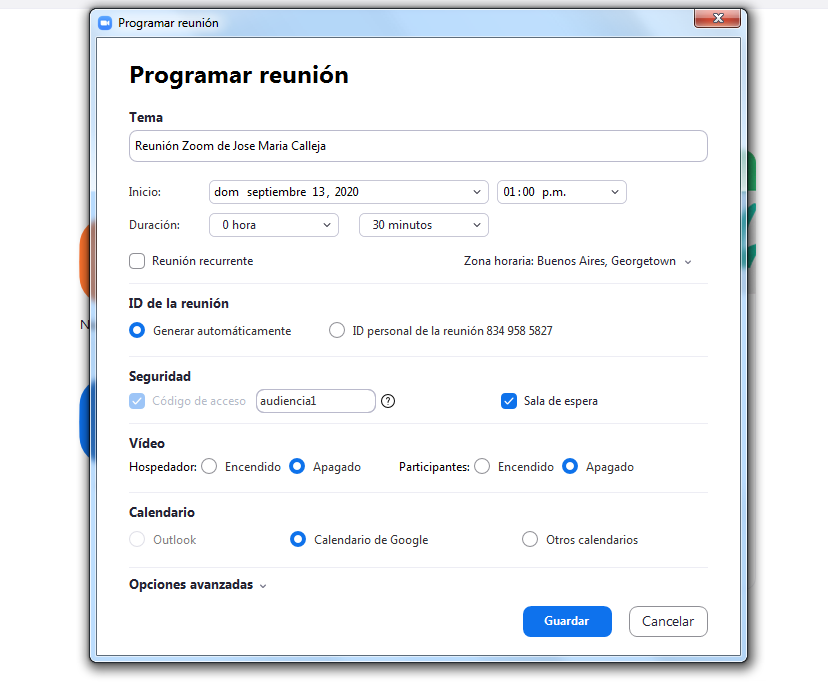 Programar reunión
Programar reunión
Tema
Reunión Zoom de Jose Maria Calleja
Inicio: dom septiembre 13, 2020 01:00 p.m.
Duración: 0 hora 30 minutos
Reunión recurrente Zona horaria: Buenos Aires, Georgetown
ID de la reunión
Generar automáticamente ID personal de la reunión 834 958 5827
Seguridad
Código de acceso audiencia1 ? Sala de espera
Vídeo
Hospedador: Encendido Apagado Participantes: Encendido Apagado
Calendario
Outlook Calendario de Google Otros calendarios
Opciones avanzadas
Guardar Cancelar